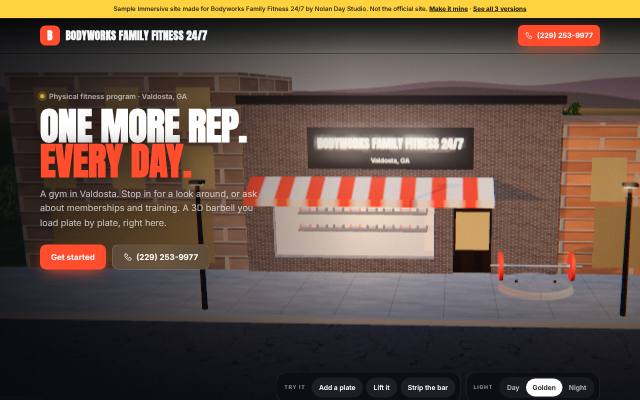 Sample Immersive site made for Bodyworks Family Fitness 24/7 by Nolan Day Studio. Not the official site. Make it mine · See all 3 versions
B BODYWORKS FAMILY FITNESS 24/7
(229) 253-9977
Physical fitness program · Valdosta, GA
ONE MORE REP.
EVERY DAY.
A gym in Valdosta. Stop in for a look around, or ask
about memberships and training. A 3D barbell you
load plate by plate, right here.
Get started
(229) 253-9977
BODYWORKS FAMILY FITNESS 24/7
Valdosta, GA
TRY IT Add a plate Lift it Strip the bar
LIGHT Day Golden Night